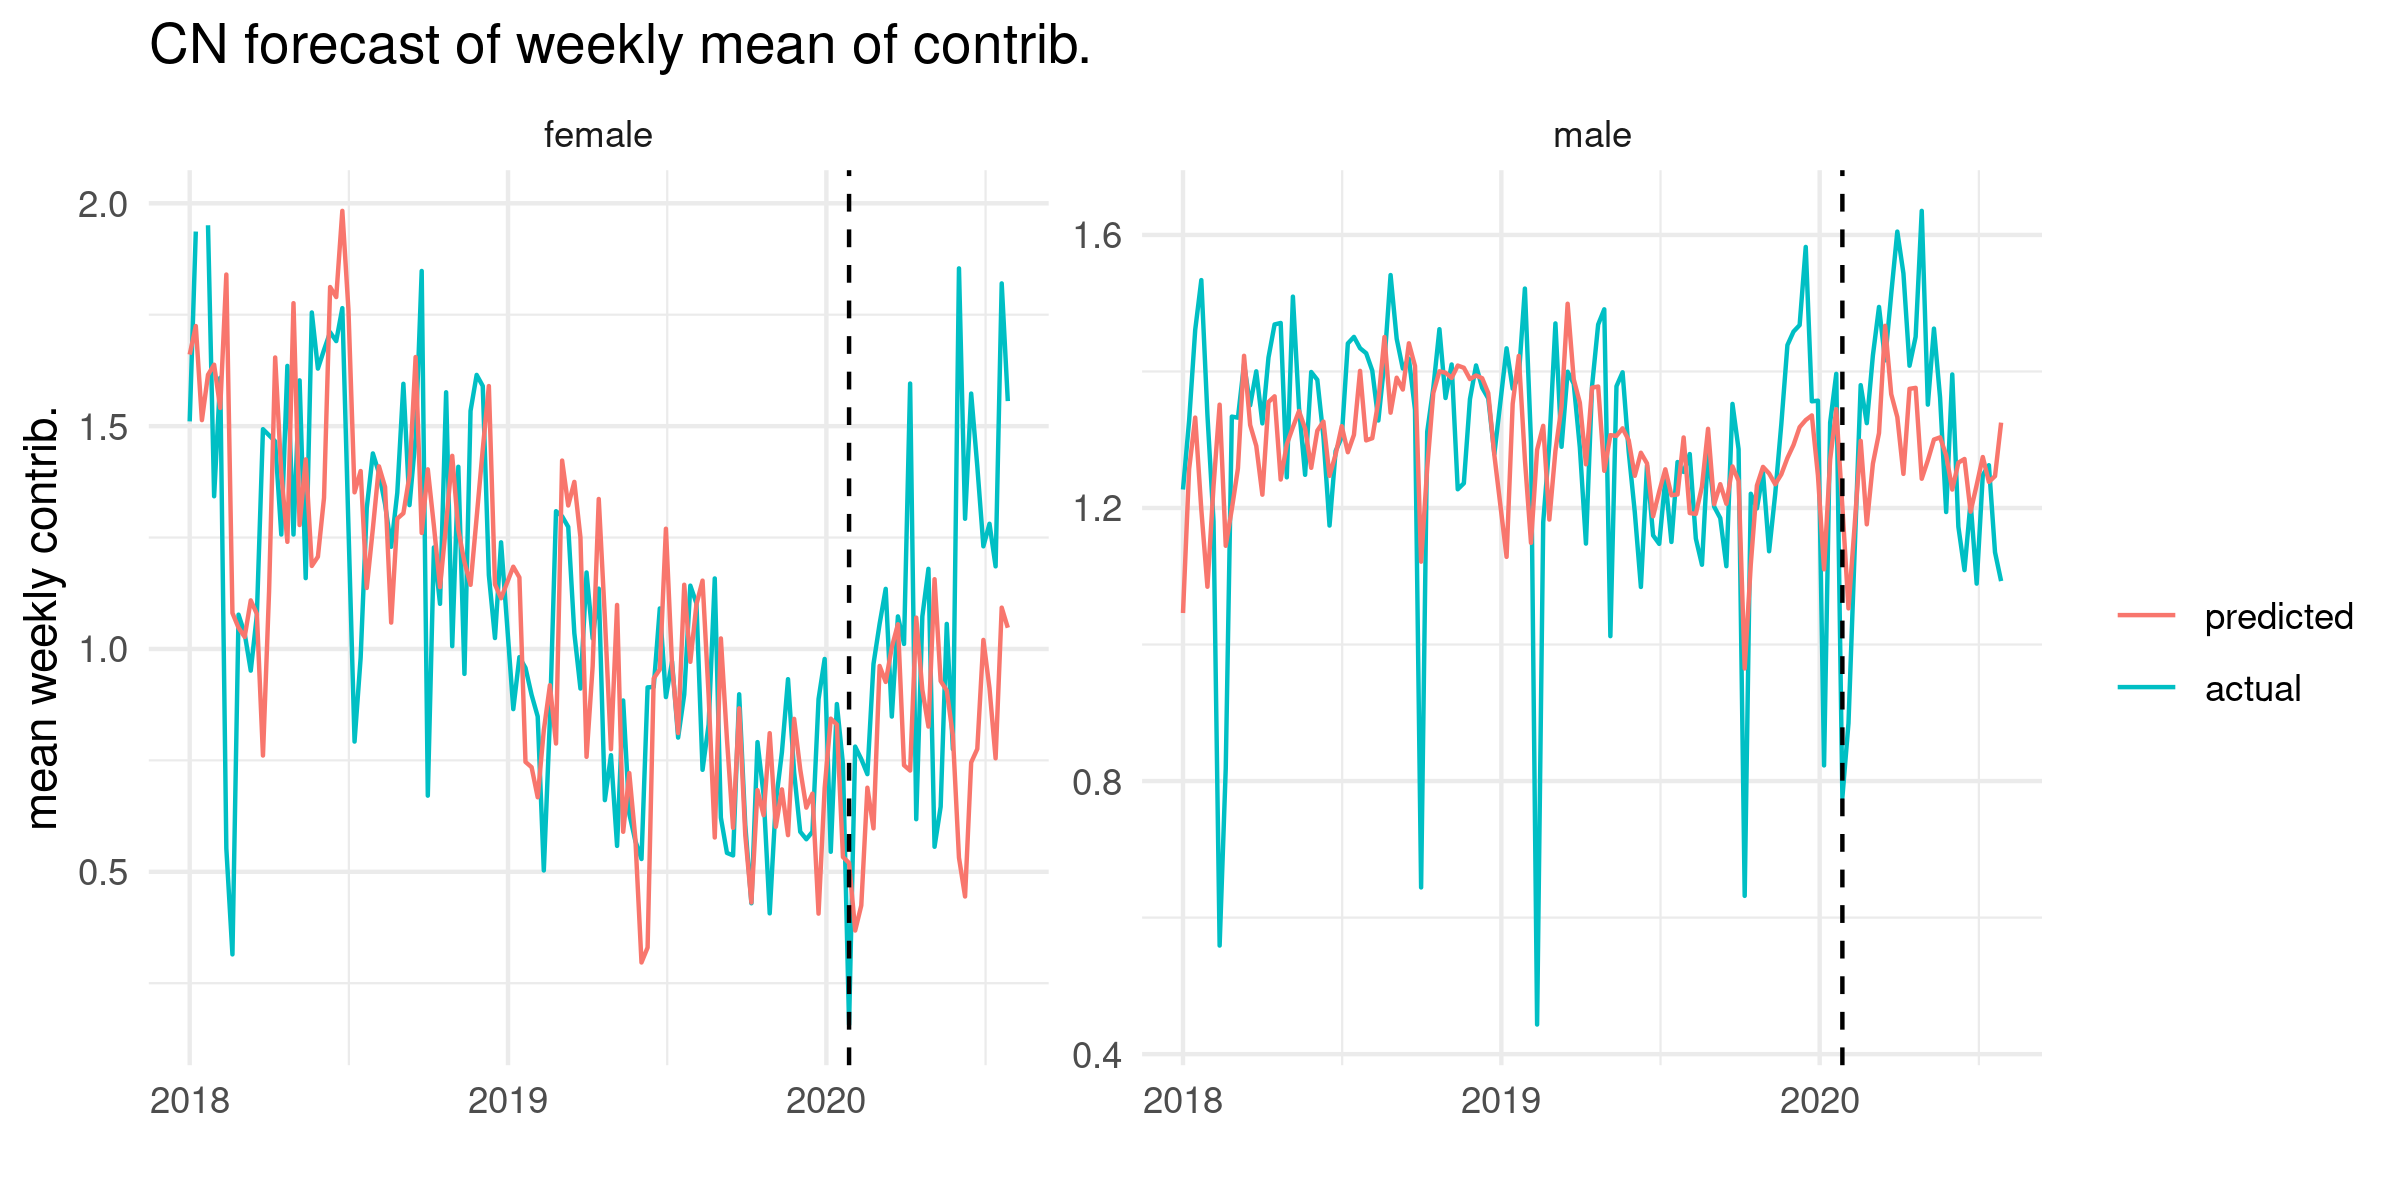 CN forecast of weekly mean of contrib.
female
male
mean weekly contrib.
2.0
1.5
1.0
0.5
2018
2019
2020
1.6
1.2
0.8
0.4
2018
2019
2020
predicted
actual